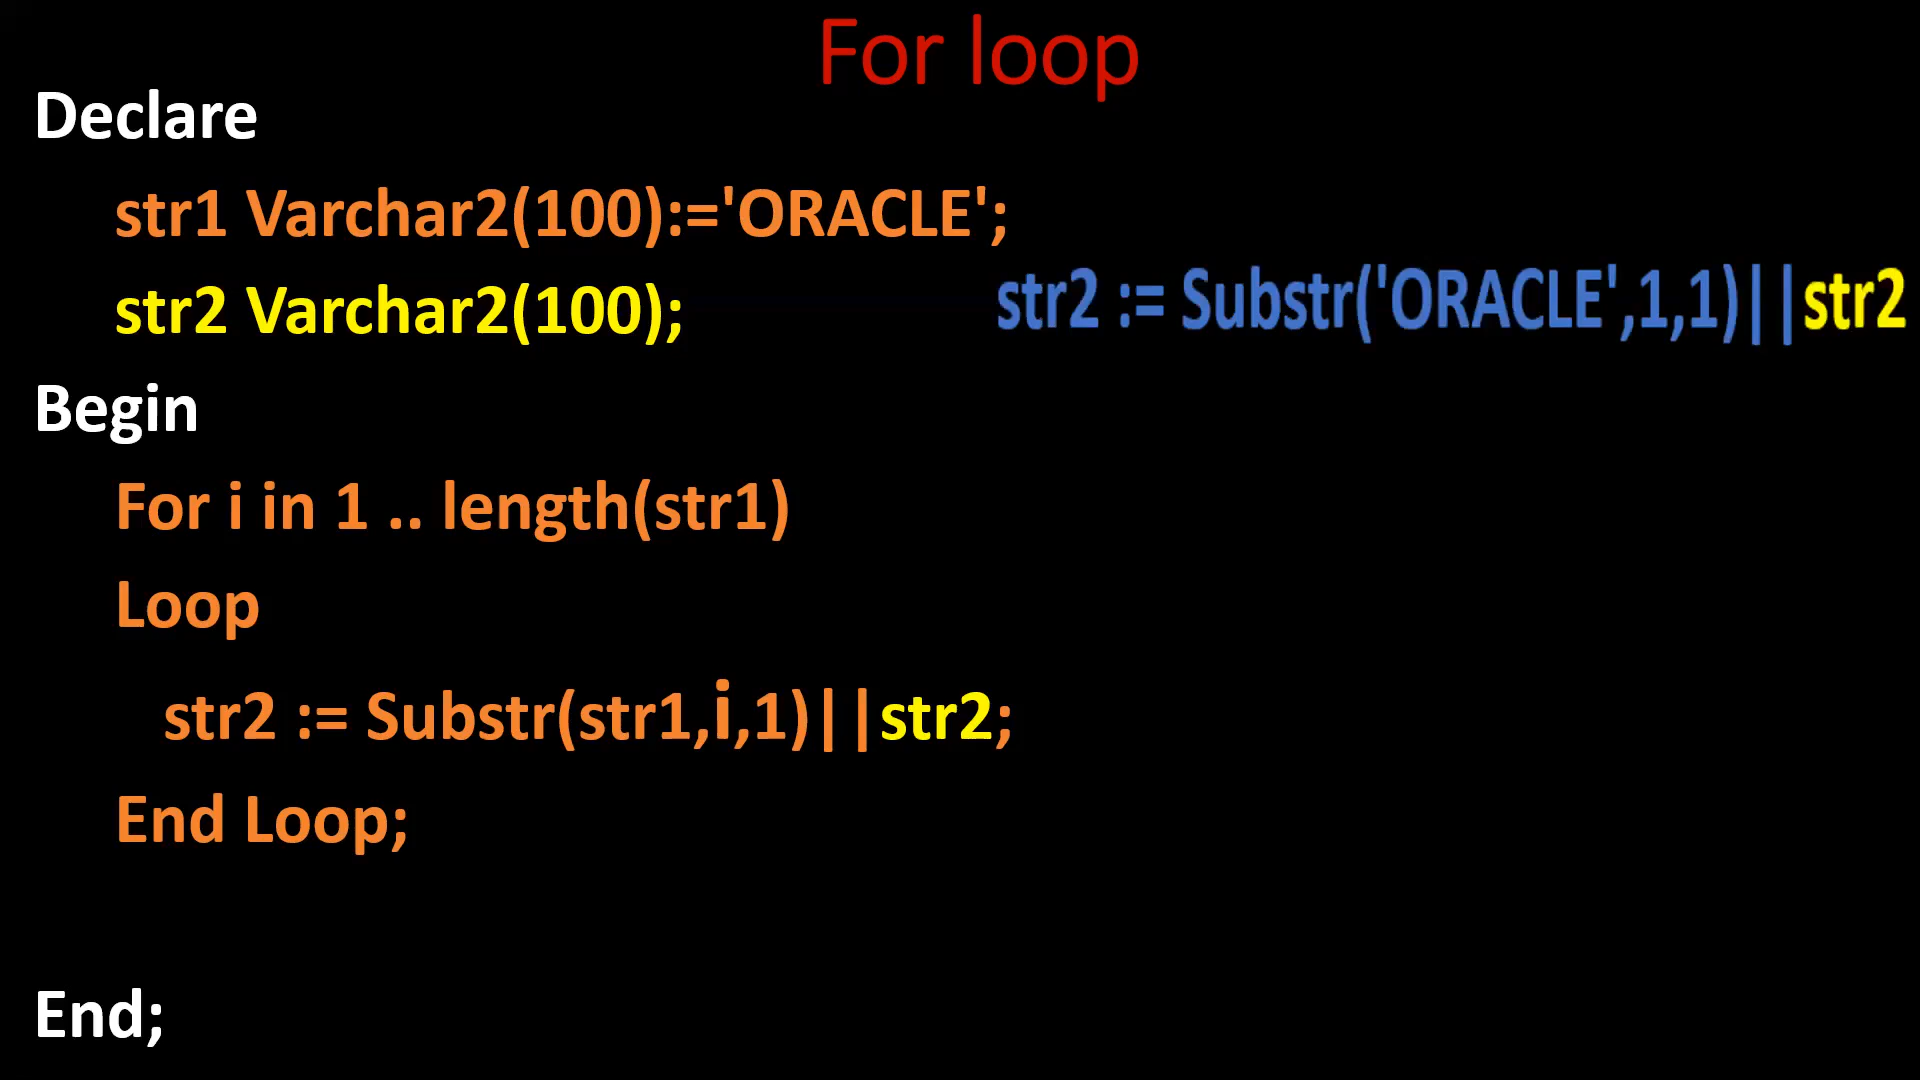 For loop
Declare
str1 Varchar2(100):='ORACLE';
str2 Varchar2(100);
str2 := Substr('ORACLE',1,1)||str2
Begin
For i in 1 .. length(str1)
Loop
str2 := Substr(str1,i,1)||str2;
End Loop;
End;